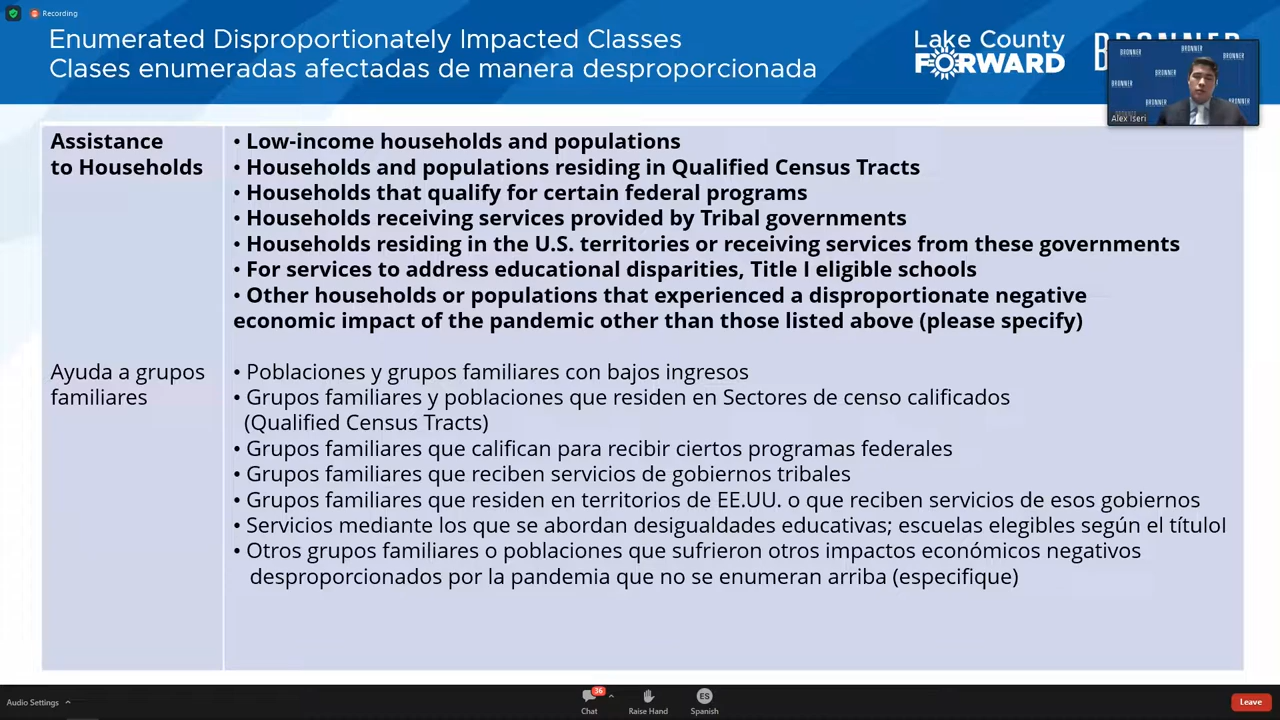 Recording
Enumerated Disproportionately Impacted Classes
Clases enumeradas afectadas de manera desproporcionada
Lake County
FORWARD
BRONNER
BRONNER
BRONNER
BRONNER
BRONNER
BRONNER
BRONNER
Alex Iseri
Assistance
to Households
• Low-income households and populations
• Households and populations residing in Qualified Census Tracts
• Households that qualify for certain federal programs
• Households receiving services provided by Tribal governments
• Households residing in the U.S. territories or receiving services from these governments
• For services to address educational disparities, Title I eligible schools
• Other households or populations that experienced a disproportionate negative
economic impact of the pandemic other than those listed above (please specify)
Ayuda a grupos
familiares
• Poblaciones y grupos familiares con bajos ingresos
• Grupos familiares y poblaciones que residen en Sectores de censo calificados
(Qualified Census Tracts)
• Grupos familiares que califican para recibir ciertos programas federales
• Grupos familiares que reciben servicios de gobiernos tribales
• Grupos familiares que residen en territorios de EE.UU. o que reciben servicios de esos gobiernos
• Servicios mediante los que se abordan desigualdades educativas; escuelas elegibles según el títuloI
• Otros grupos familiares o poblaciones que sufrieron otros impactos económicos negativos
desproporcionados por la pandemia que no se enumeran arriba (especifique)
Audio Settings
36
Chat
Raise Hand
ES
Spanish
Leave